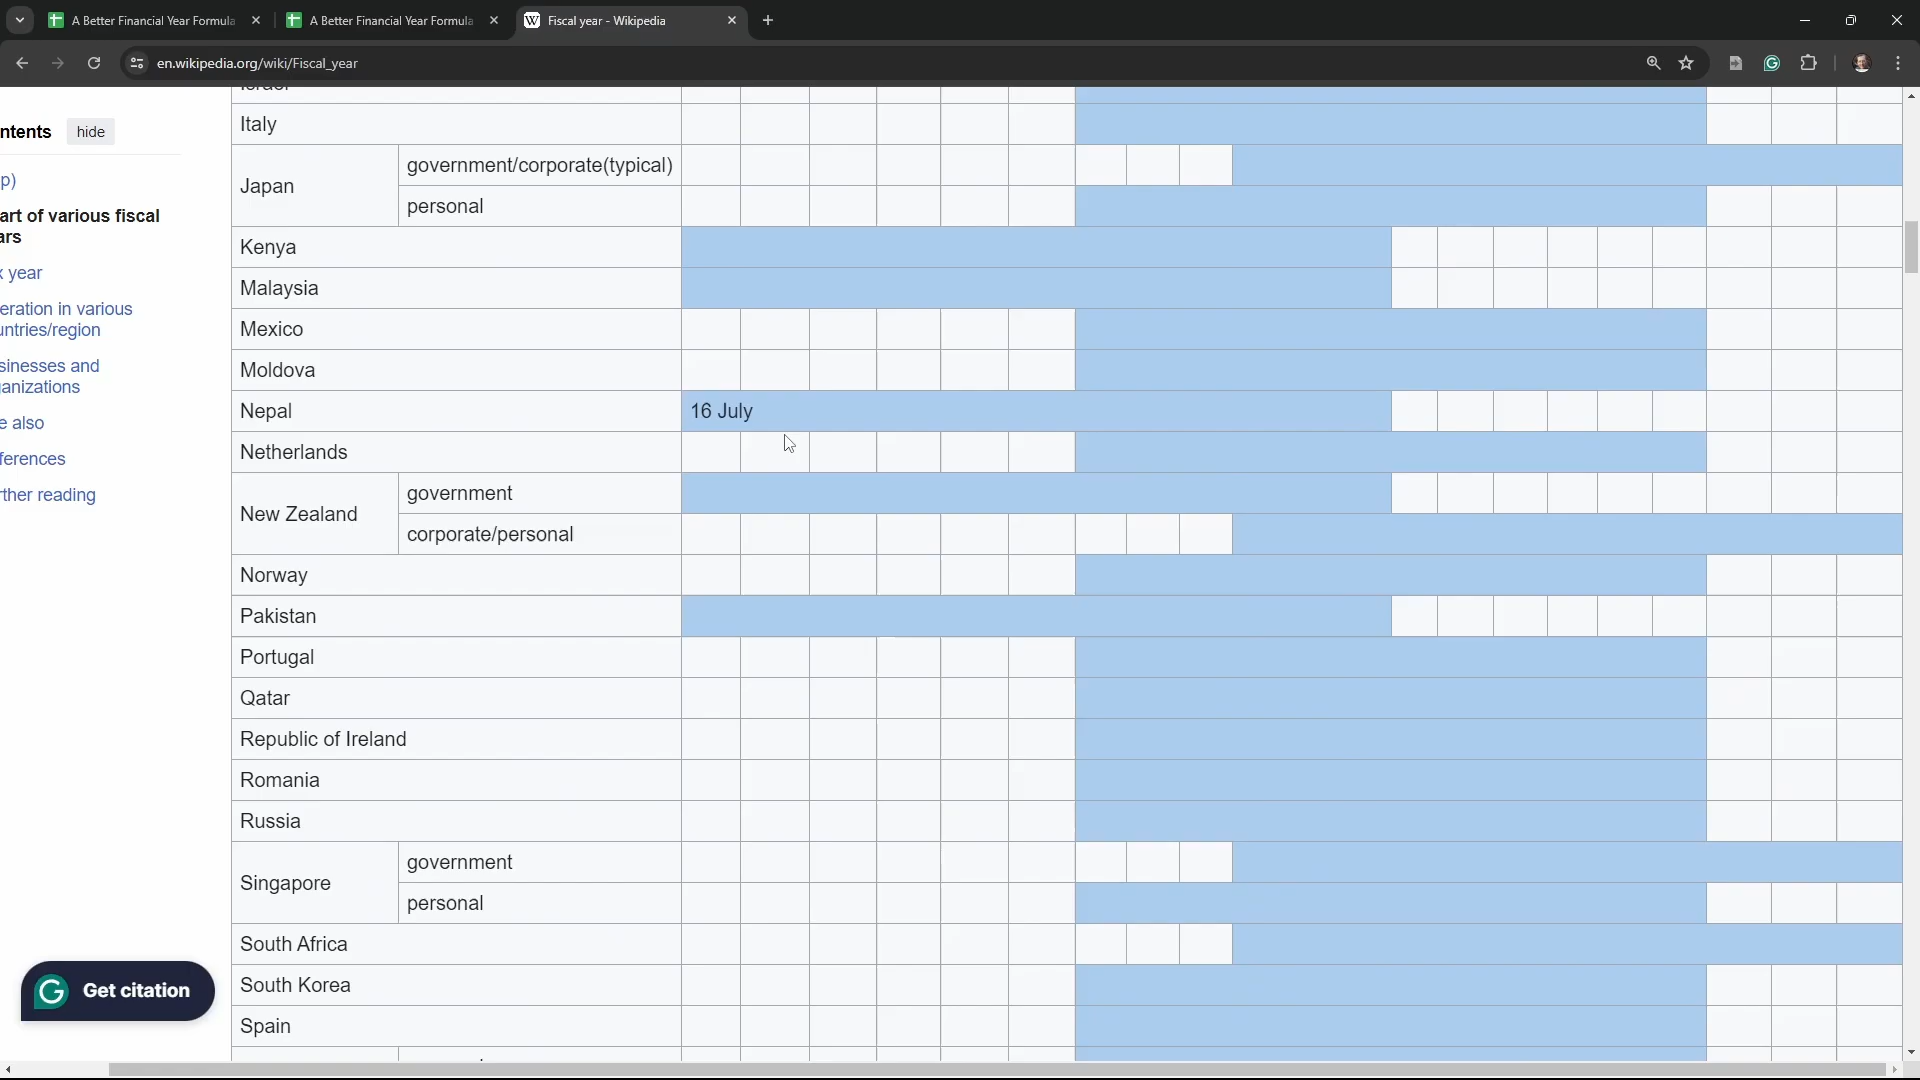 A Better Financial Year Formula
A Better Financial Year Formula
Fiscal year - Wikipedia
en.wikipedia.org/wiki/Fiscal_year
ntents
hide
p)
art of various fiscal
ars
x year
eration in various
untries/region
sinesses and
ganizations
e also
ferences
rther reading
Get citation
Israel
Italy
Japan
government/corporate(typical)
personal
Kenya
Malaysia
Mexico
Moldova
Nepal
16 July
Netherlands
New Zealand
government
corporate/personal
Norway
Pakistan
Portugal
Qatar
Republic of Ireland
Romania
Russia
Singapore
government
personal
South Africa
South Korea
Spain